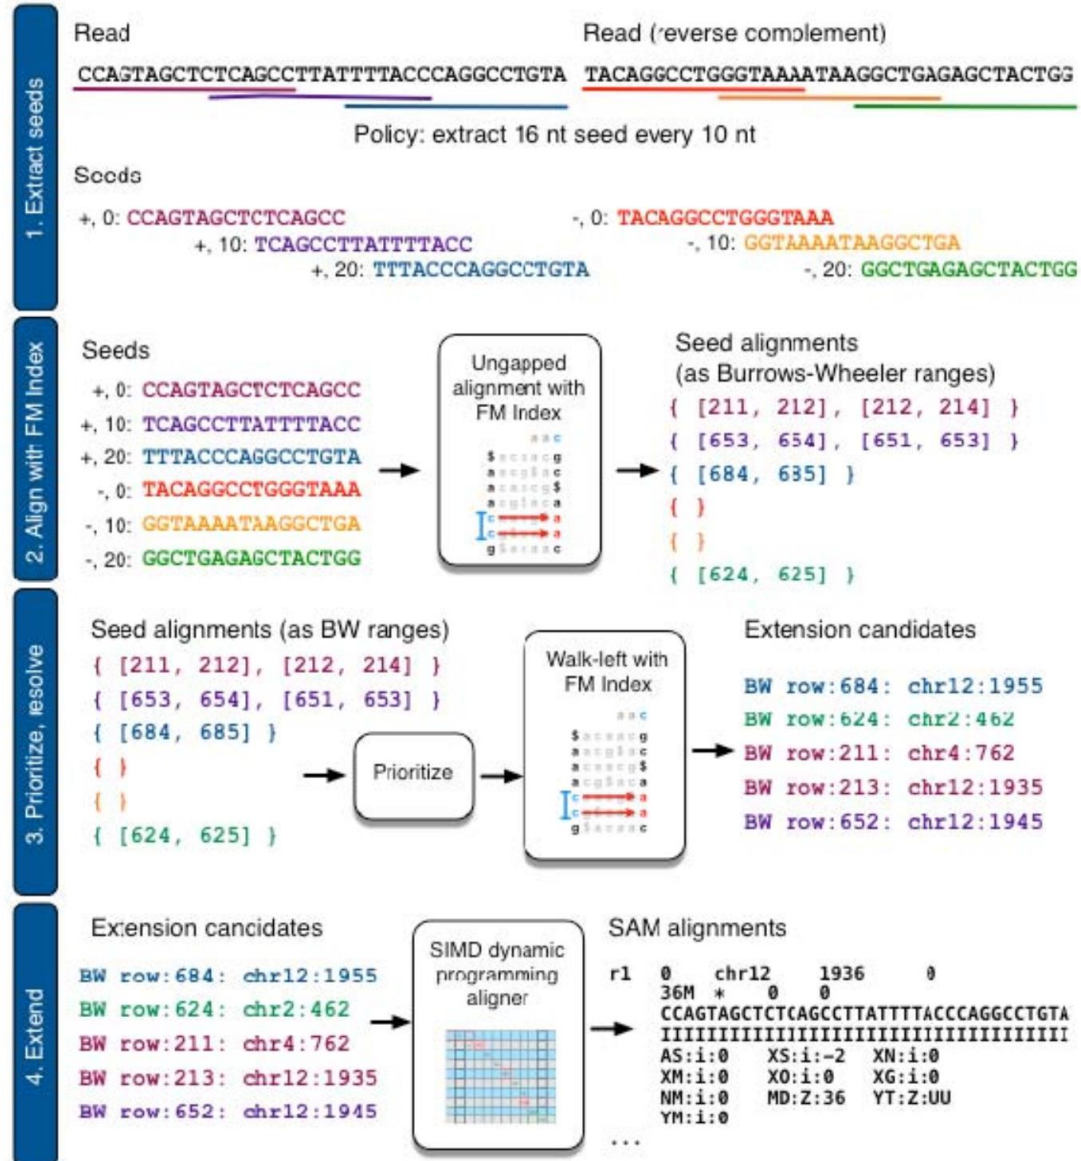 1. Extract seeds
Read
CCAGTAGCTCTCAGCCTTATTTTACCCAGGCCTGTA
Read (reverse complement)
TACAGGCCTGGGTAAAATAAGGCTGAGAGCTACTGG
Policy: extract 16 nt seed every 10 nt
Seeds
+, 0: CCAGTAGCTCTCAGCC
+, 10: TCAGCCTTATTTTACC
+, 20: TTTACCCAGGCCTGTA
-, 0: TACAGGCCTGGGTAAA
-, 10: GGTAAAATAAGGCTGA
-, 20: GGCTGAGAGCTACTGG
2. Align with FM Index
Seeds
+, 0: CCAGTAGCTCTCAGCC
+, 10: TCAGCCTTATTTTACC
+, 20: TTTACCCAGGCCTGTA
-, 0: TACAGGCCTGGGTAAA
-, 10: GGTAAAATAAGGCTGA
-, 20: GGCTGAGAGCTACTGG
Ungapped
alignment with
FM Index
a a c
$ a c a a c g
a a c g $ a c
a c a a c g $
a c g $ a c a
c a
c a
g $ a c a a c
Seed alignments
(as Burrows-Wheeler ranges)
{ [211, 212], [212, 214] }
{ [653, 654], [651, 653] }
{ [684, 685] }
{ }
{ }
{ [624, 625] }
3. Prioritize, resolve
Seed alignments (as BW ranges)
{ [211, 212], [212, 214] }
{ [653, 654], [651, 653] }
{ [684, 685] }
{ }
{ }
{ [624, 625] }
Prioritize
Walk-left with
FM Index
a a c
$ a c a a c g
a a c g $ a c
a c a a c g $
a c g $ a c a
c a
c a
g $ a c a a c
Extension candidates
BW row:684: chr12:1955
BW row:624: chr2:462
BW row:211: chr4:762
BW row:213: chr12:1935
BW row:652: chr12:1945
4. Extend
Extension candidates
BW row:684: chr12:1955
BW row:624: chr2:462
BW row:211: chr4:762
BW row:213: chr12:1935
BW row:652: chr12:1945
SIMD dynamic
programming
aligner
SAM alignments
r1 0 chr12 1936 0
36M * 0 0
CCAGTAGCTCTCAGCCTTATTTTACCCAGGCCTGTA
IIIIIIIIIIIIIIIIIIIIIIIIIIIIIIIIIIII
AS:i:0 XS:i:-2 XN:i:0
XM:i:0 XO:i:0 XG:i:0
NM:i:0 MD:Z:36 YT:Z:UU
YM:i:0
...